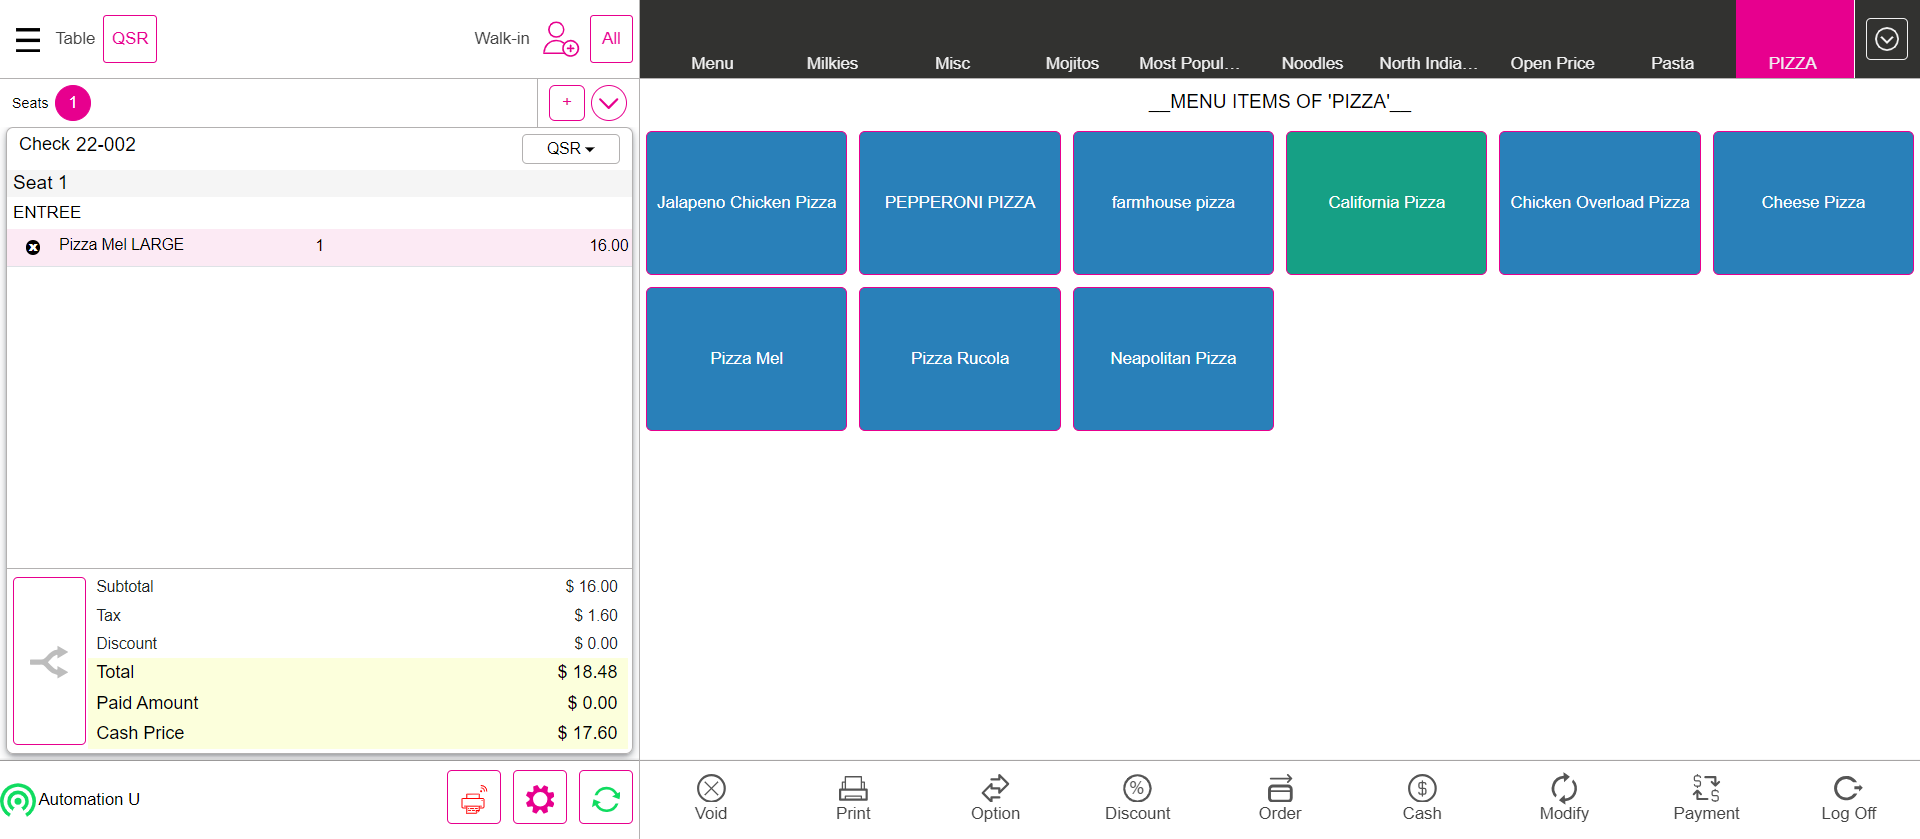 Table QSR Walk-in All
Menu Milkies Misc Mojitos Most Popul... Noodles North India... Open Price Pasta PIZZA
Seats 1 +
__MENU ITEMS OF 'PIZZA'__
Check 22-002 QSR
Seat 1
ENTREE
Pizza Mel LARGE 1 16.00
Jalapeno Chicken Pizza PEPPERONI PIZZA farmhouse pizza California Pizza Chicken Overload Pizza Cheese Pizza
Pizza Mel Pizza Rucola Neapolitan Pizza
Subtotal $ 16.00
Tax $ 1.60
Discount $ 0.00
Total $ 18.48
Paid Amount $ 0.00
Cash Price $ 17.60
Automation U
Void Print Option Discount Order Cash Modify Payment Log Off